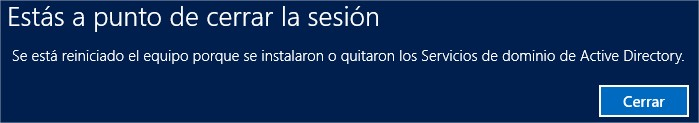 Estás a punto de cerrar la sesión
Se está reiniciado el equipo porque se instalaron o quitaron los Servicios de dominio de Active Directory.
Cerrar